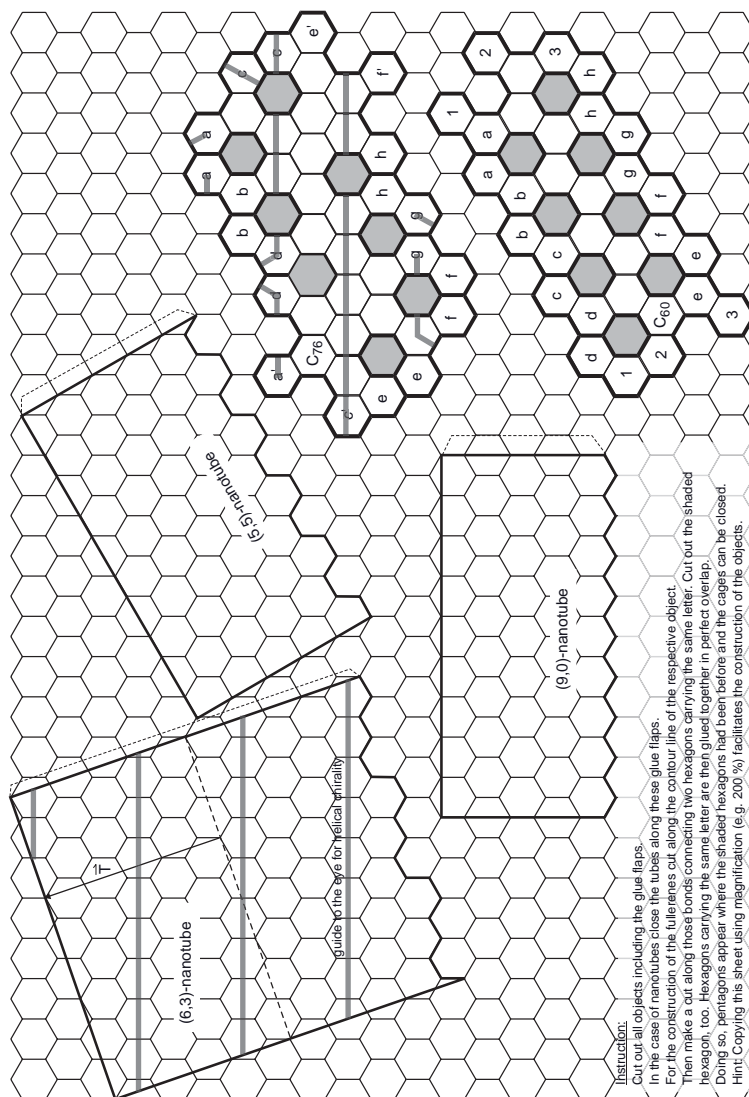 (6,3)-nanotube
T
guide to the eye for helical chirality
(5,5)-nanotube
(9,0)-nanotube
C76
a'
c'
e
e
f
f
d
d
g
g
b
b
h
h
a
a
c
c
e'
f'
C60
1
2
3
d
d
c
c
e
e
b
b
f
f
a
a
g
g
1
h
h
2
3
Instruction:
Cut out all objects including the glue flaps.
In the case of nanotubes close the tubes along these glue flaps.
For the construction of the fullerenes cut along the contour line of the respective object.
Then make a cut along those bonds connecting two hexagons carrying the same letter. Cut out the shaded
hexagon, too. Hexagons carrying the same letter are then glued together in perfect overlap.
Doing so, pentagons appear where the shaded hexagons had been before and the cages can be closed.
Hint: Copying this sheet using magnification (e.g. 200 %) facilitates the construction of the objects.